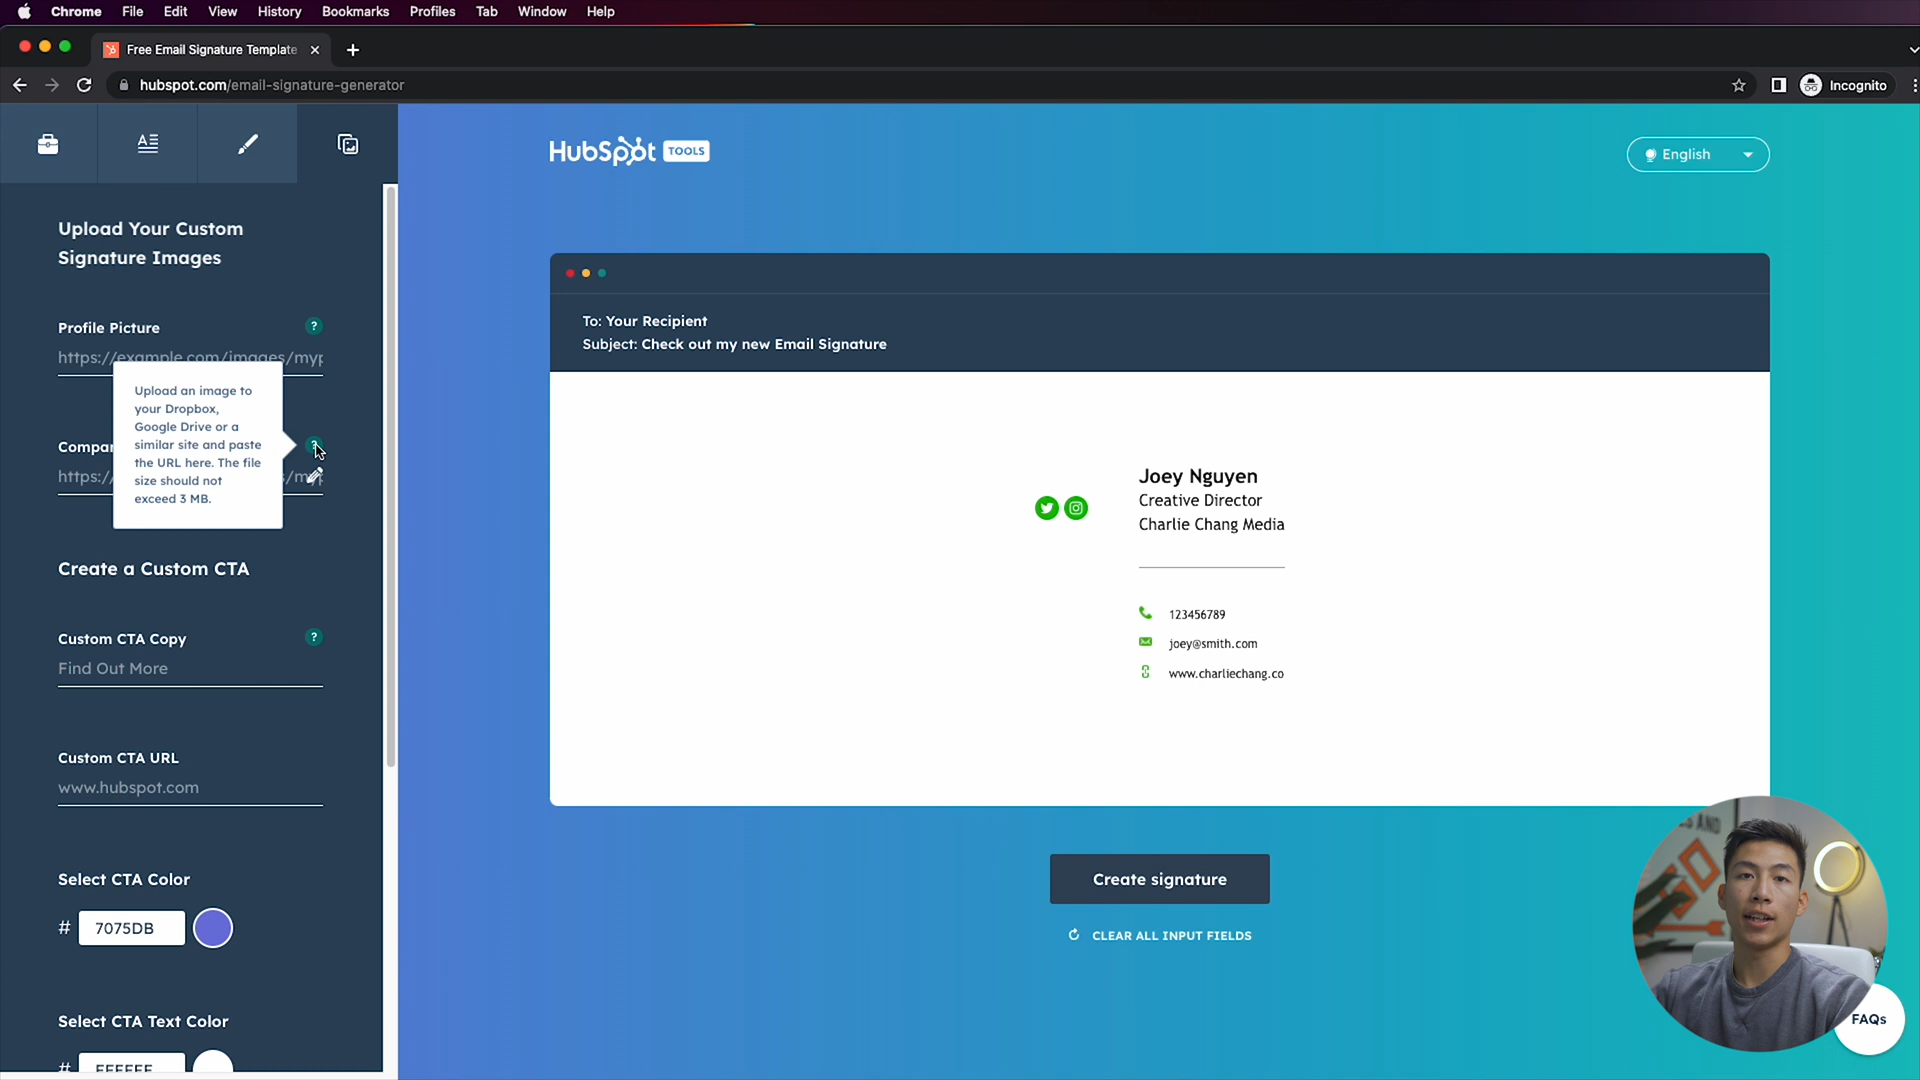 Chrome File Edit View History Bookmarks Profiles Tab Window Help
Free Email Signature Template
hubspot.com/email-signature-generator
Incognito
HubSpot TOOLS
English
Upload Your Custom
Signature Images
Profile Picture ?
https://example.com/images/myp
Upload an image to
your Dropbox,
Google Drive or a
similar site and paste
the URL here. The file
size should not
exceed 3 MB.
Compan ?
https:/ /myp
Create a Custom CTA
Custom CTA Copy ?
Find Out More
Custom CTA URL
www.hubspot.com
Select CTA Color
# 7075DB
Select CTA Text Color
# FFFFFF
To: Your Recipient
Subject: Check out my new Email Signature
Joey Nguyen
Creative Director
Charlie Chang Media
123456789
joey@smith.com
www.charliechang.co
Create signature
CLEAR ALL INPUT FIELDS
FAQs